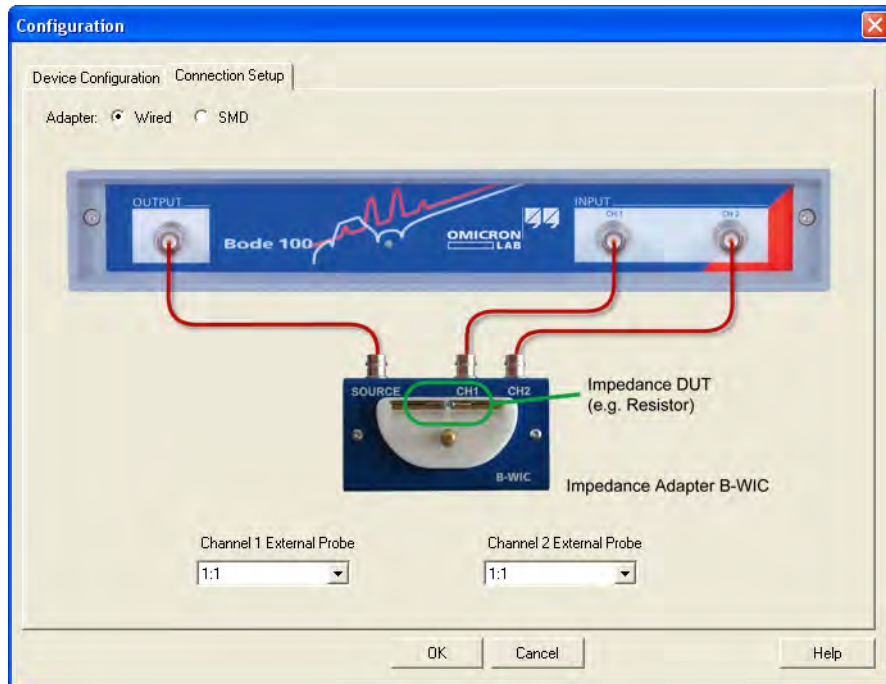 Configuration
Device Configuration
Connection Setup
Adapter: Wired SMD
OUTPUT
INPUT
CH 1
CH 2
Bode 100
OMICRON
LAB
SOURCE CH1 CH2
Impedance DUT
(e.g. Resistor)
B-WIC
Impedance Adapter B-WIC
Channel 1 External Probe
Channel 2 External Probe
1:1
1:1
OK
Cancel
Help